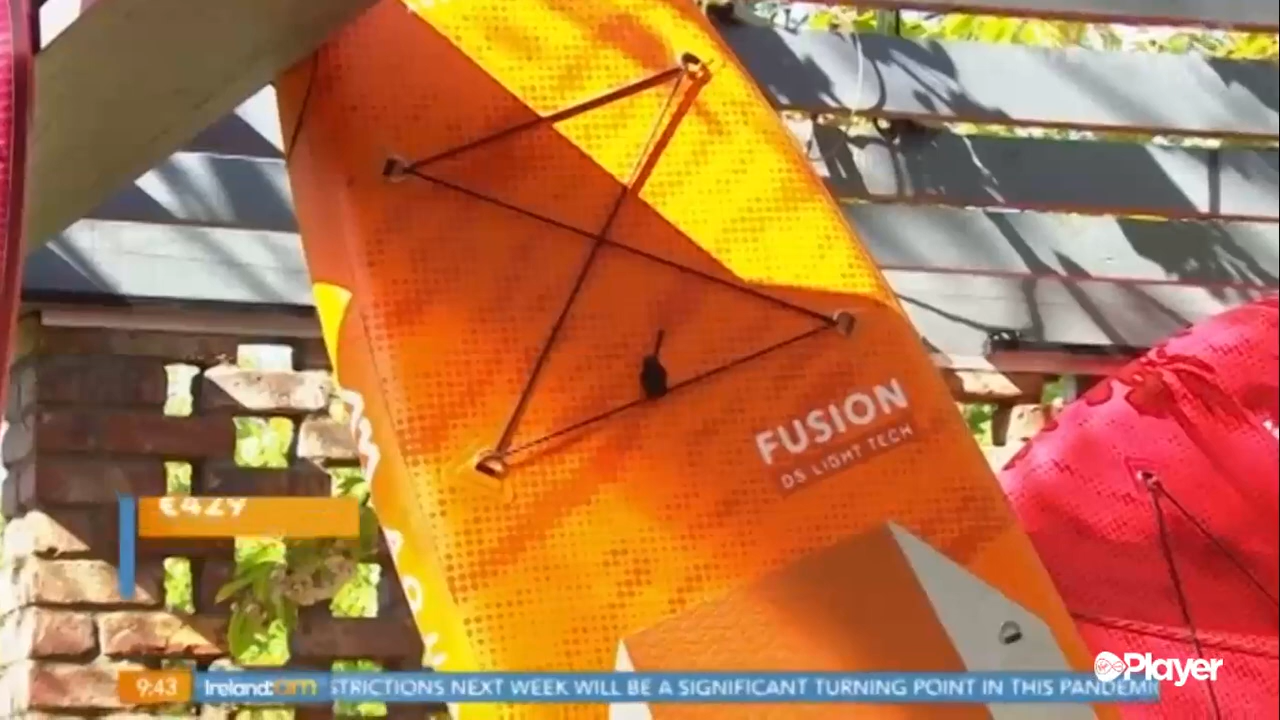 FUSION
DS LIGHT TECH
€429
9:43 Ireland:am STRICTIONS NEXT WEEK WILL BE A SIGNIFICANT TURNING POINT IN THIS PANDEMI
Player